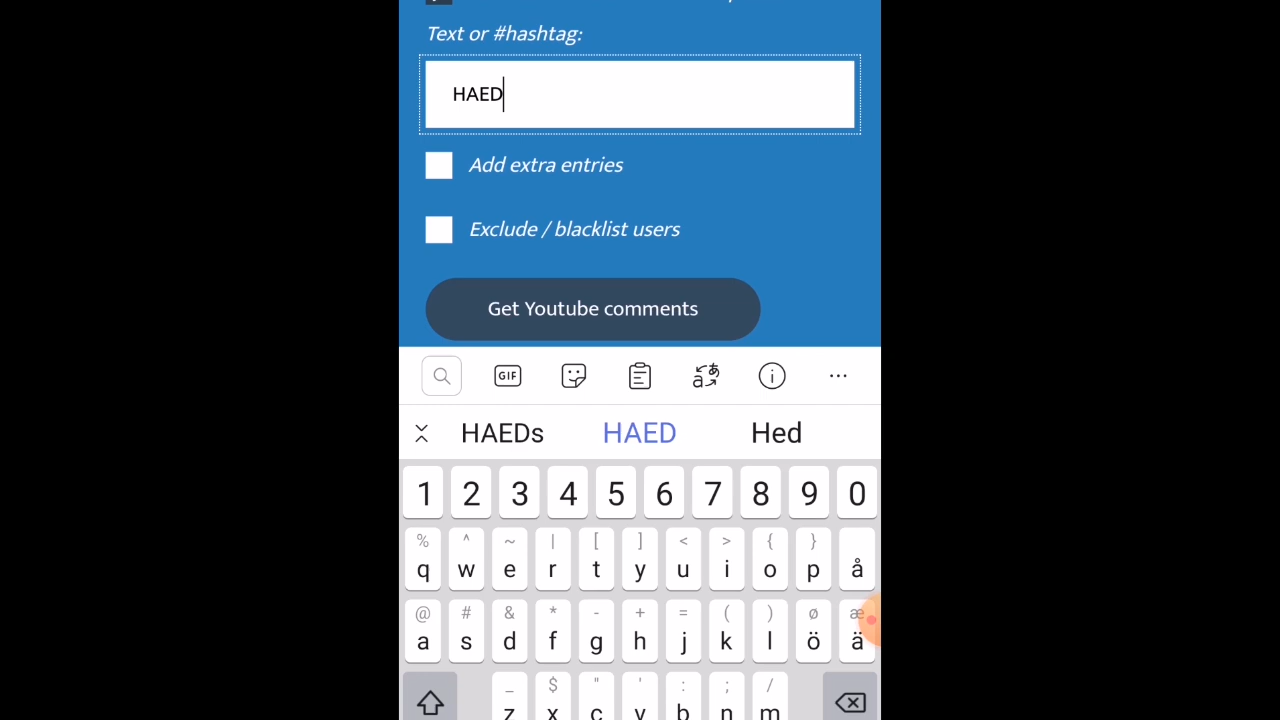 Text or #hashtag:
HAED
Add extra entries
Exclude / blacklist users
Get Youtube comments
GIF
HAEDs HAED Hed
1 2 3 4 5 6 7 8 9 0
% ^ ~ | [ ] < > { }
q w e r t y u i o p å
@ # & * - + = ( ) ø æ
a s d f g h j k l ö ä
_ $ " ' : ; /
z x c v b n m